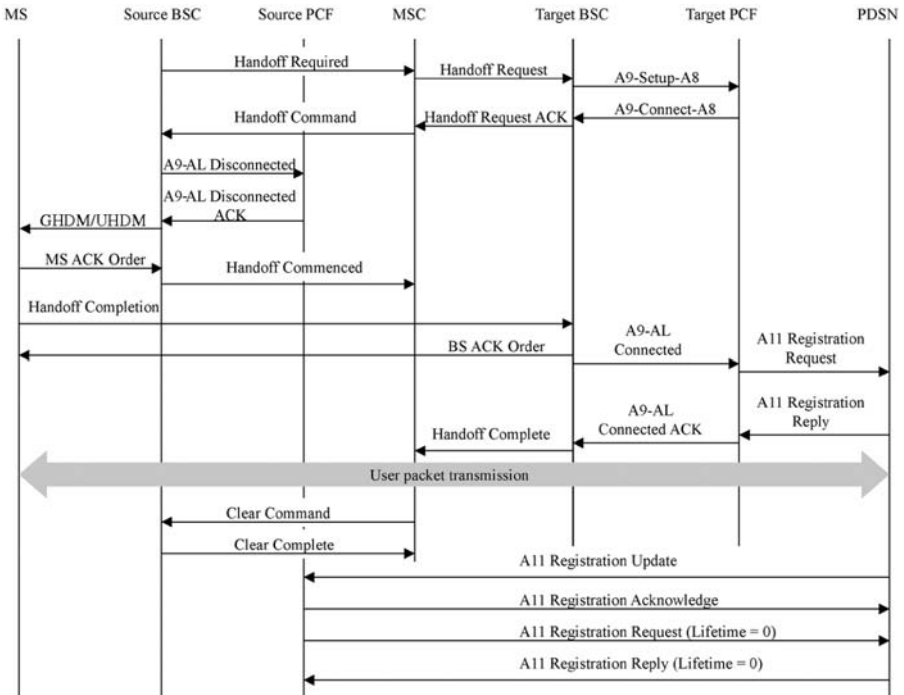 MS Source BSC Source PCF MSC Target BSC Target PCF PDSN
Handoff Required
Handoff Request
A9-Setup-A8
A9-Connect-A8
Handoff Request ACK
Handoff Command
A9-AL Disconnected
A9-AL Disconnected
ACK
GHDM/UHDM
MS ACK Order
Handoff Commenced
Handoff Completion
BS ACK Order
A9-AL
Connected
A11 Registration
Request
A11 Registration
Reply
A9-AL
Connected ACK
Handoff Complete
User packet transmission
Clear Command
Clear Complete
A11 Registration Update
A11 Registration Acknowledge
A11 Registration Request (Lifetime = 0)
A11 Registration Reply (Lifetime = 0)